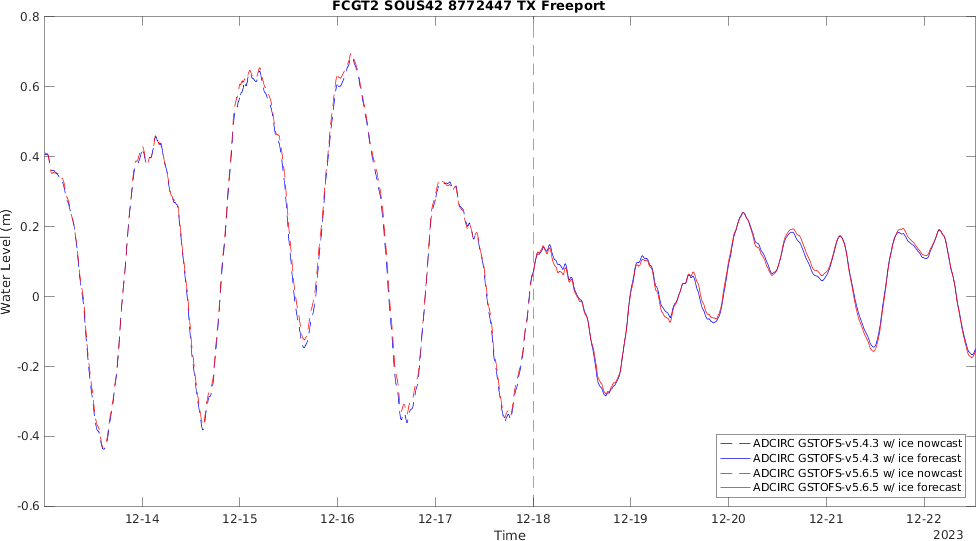 FCGT2 SOUS42 8772447 TX Freeport
Water Level (m)
0.8
0.6
0.4
0.2
0
-0.2
-0.4
-0.6
ADCIRC GSTOFS-v5.4.3 w/ ice nowcast
ADCIRC GSTOFS-v5.4.3 w/ ice forecast
ADCIRC GSTOFS-v5.6.5 w/ ice nowcast
ADCIRC GSTOFS-v5.6.5 w/ ice forecast
12-14 12-15 12-16 12-17 12-18 12-19 12-20 12-21 12-22
Time
2023